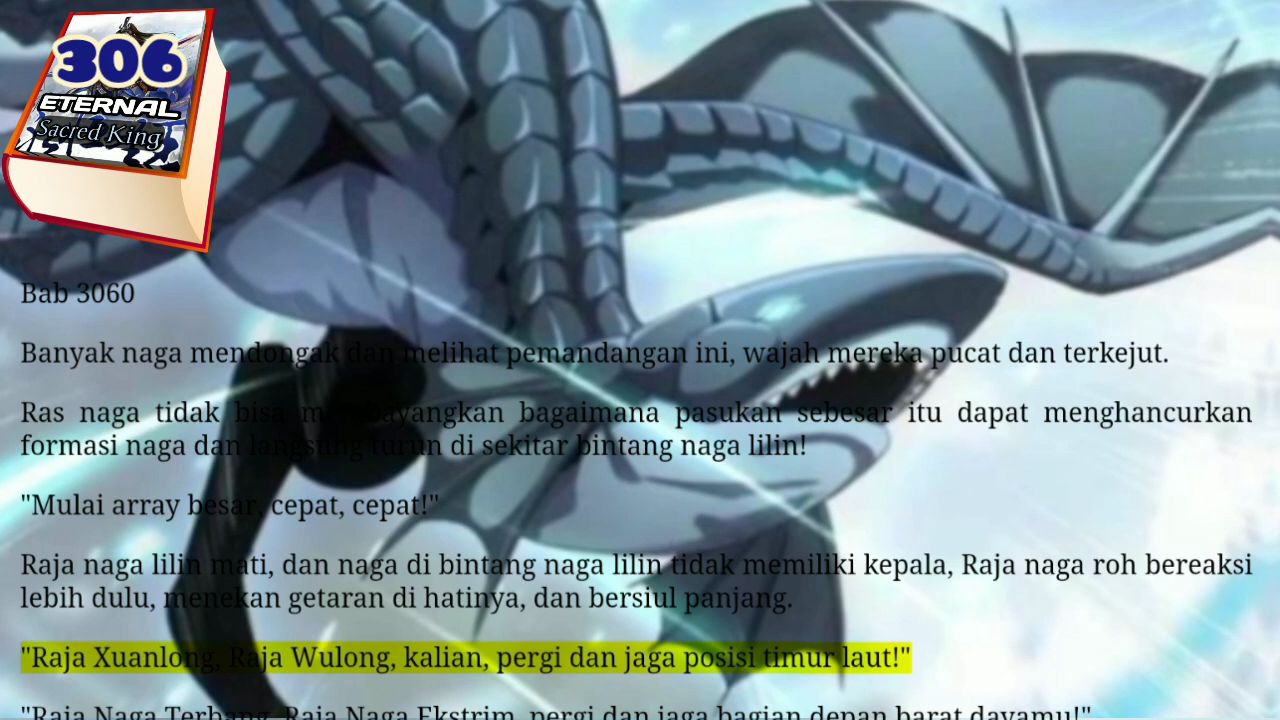 306
ETERNAL
Sacred King
Bab 3060
Banyak naga mendongak dan melihat pemandangan ini, wajah mereka pucat dan terkejut.
Ras naga tidak bisa membayangkan bagaimana pasukan sebesar itu dapat menghancurkan
formasi naga dan langsung turun di sekitar bintang naga lilin!
"Mulai array besar, cepat, cepat!"
Raja naga lilin mati, dan naga di bintang naga lilin tidak memiliki kepala, Raja naga roh bereaksi
lebih dulu, menekan getaran di hatinya, dan bersiul panjang.
"Raja Xuanlong, Raja Wulong, kalian, pergi dan jaga posisi timur laut!"
"Raja Naga Terbang, Raja Naga Ekstrim, pergi dan jaga bagian depan barat dayamu!"